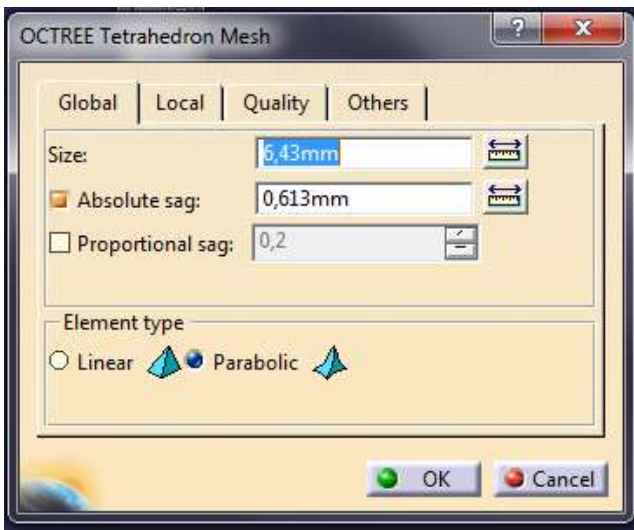 OCTREE Tetrahedron Mesh
?
X
Global Local Quality Others
Size: 6,43mm
Absolute sag: 0,613mm
Proportional sag: 0,2
Element type
Linear Parabolic
OK Cancel